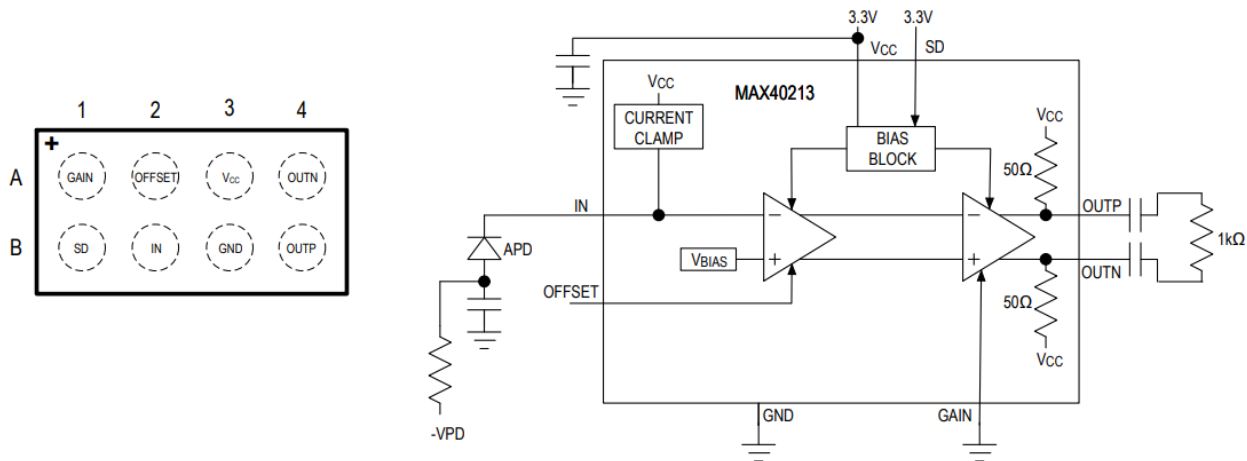 1 2 3 4
+
A GAIN OFFSET VCC OUTN
B SD IN GND OUTP
3.3V 3.3V
VCC SD
MAX40213
VCC
CURRENT
CLAMP
BIAS
BLOCK
VCC
50Ω
IN
− −
OUTP
APD
VBIAS
+ +
1kΩ
OUTN
OFFSET
50Ω
VCC
GND
GAIN
-VPD